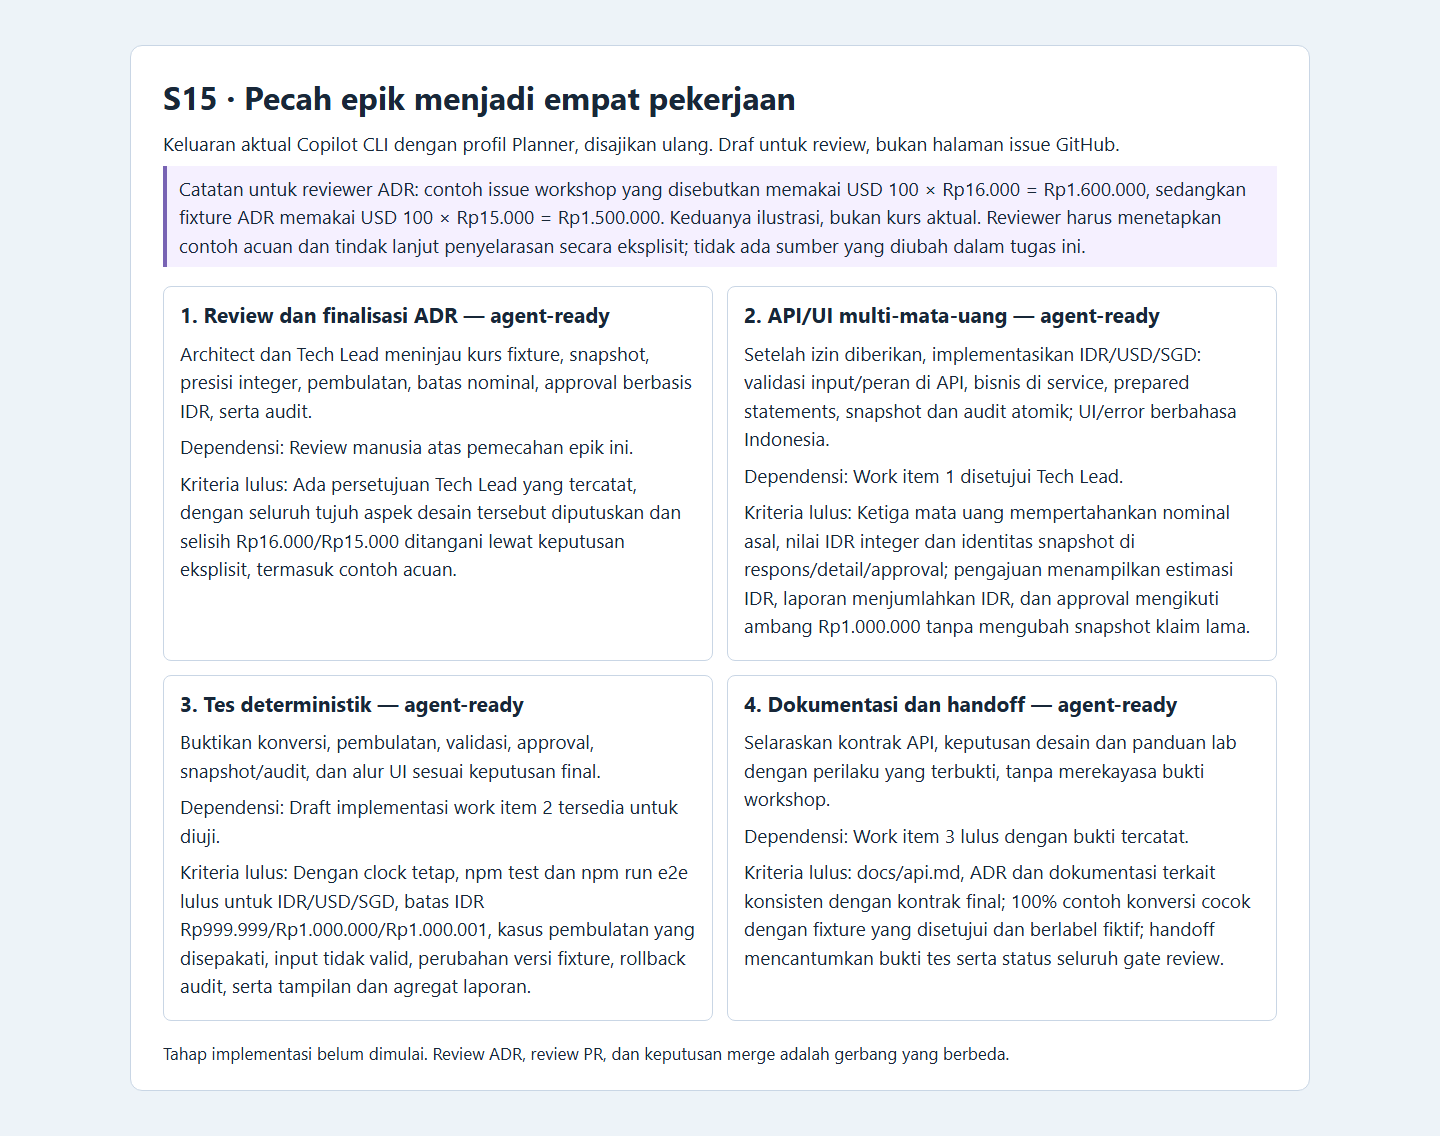 S15 · Pecah epik menjadi empat pekerjaan
Keluaran aktual Copilot CLI dengan profil Planner, disajikan ulang. Draf untuk review, bukan halaman issue GitHub.
Catatan untuk reviewer ADR: contoh issue workshop yang disebutkan memakai USD 100 × Rp16.000 = Rp1.600.000, sedangkan
fixture ADR memakai USD 100 × Rp15.000 = Rp1.500.000. Keduanya ilustrasi, bukan kurs aktual. Reviewer harus menetapkan
contoh acuan dan tindak lanjut penyelarasan secara eksplisit; tidak ada sumber yang diubah dalam tugas ini.
1. Review dan finalisasi ADR — agent-ready
Architect dan Tech Lead meninjau kurs fixture, snapshot,
presisi integer, pembulatan, batas nominal, approval berbasis
IDR, serta audit.
Dependensi: Review manusia atas pemecahan epik ini.
Kriteria lulus: Ada persetujuan Tech Lead yang tercatat,
dengan seluruh tujuh aspek desain tersebut diputuskan dan
selisih Rp16.000/Rp15.000 ditangani lewat keputusan
eksplisit, termasuk contoh acuan.
2. API/UI multi-mata-uang — agent-ready
Setelah izin diberikan, implementasikan IDR/USD/SGD:
validasi input/peran di API, bisnis di service, prepared
statements, snapshot dan audit atomik; UI/error berbahasa
Indonesia.
Dependensi: Work item 1 disetujui Tech Lead.
Kriteria lulus: Ketiga mata uang mempertahankan nominal
asal, nilai IDR integer dan identitas snapshot di
respons/detail/approval; pengajuan menampilkan estimasi
IDR, laporan menjumlahkan IDR, dan approval mengikuti
ambang Rp1.000.000 tanpa mengubah snapshot klaim lama.
3. Tes deterministik — agent-ready
Buktikan konversi, pembulatan, validasi, approval,
snapshot/audit, dan alur UI sesuai keputusan final.
Dependensi: Draft implementasi work item 2 tersedia untuk
diuji.
Kriteria lulus: Dengan clock tetap, npm test dan npm run e2e
lulus untuk IDR/USD/SGD, batas IDR
Rp999.999/Rp1.000.000/Rp1.000.001, kasus pembulatan yang
disepakati, input tidak valid, perubahan versi fixture, rollback
audit, serta tampilan dan agregat laporan.
4. Dokumentasi dan handoff — agent-ready
Selaraskan kontrak API, keputusan desain dan panduan lab
dengan perilaku yang terbukti, tanpa merekayasa bukti
workshop.
Dependensi: Work item 3 lulus dengan bukti tercatat.
Kriteria lulus: docs/api.md, ADR dan dokumentasi terkait
konsisten dengan kontrak final; 100% contoh konversi cocok
dengan fixture yang disetujui dan berlabel fiktif; handoff
mencantumkan bukti tes serta status seluruh gate review.
Tahap implementasi belum dimulai. Review ADR, review PR, dan keputusan merge adalah gerbang yang berbeda.